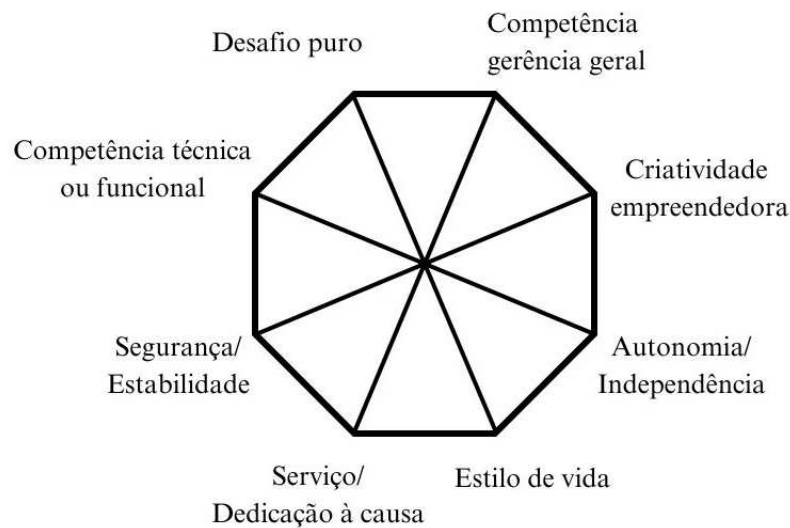 Desafio puro
Competência
gerência geral
Competência técnica
ou funcional
Criatividade
empreendedora
Segurança/
Estabilidade
Autonomia/
Independência
Serviço/
Dedicação à causa
Estilo de vida